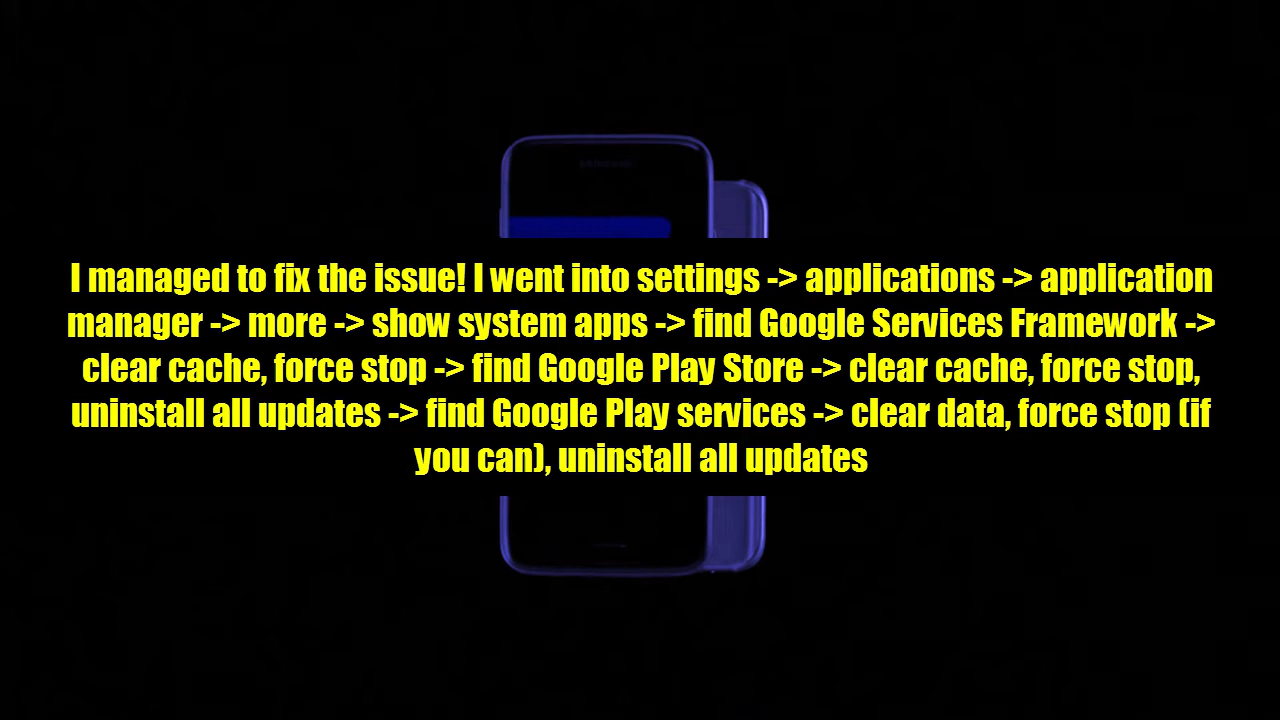 I managed to fix the issue! I went into settings -> applications -> application
manager -> more -> show system apps -> find Google Services Framework ->
clear cache, force stop -> find Google Play Store -> clear cache, force stop,
uninstall all updates -> find Google Play services -> clear data, force stop (if
you can), uninstall all updates